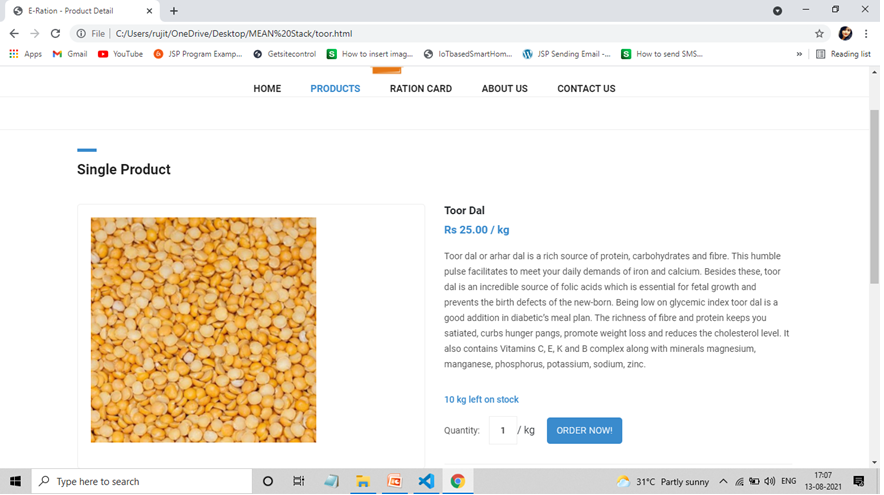 E-Ration - Product Detail
File | C:/Users/rujit/OneDrive/Desktop/MEAN%20Stack/toor.html
Apps Gmail YouTube JSP Program Examp... Getsitecontrol How to insert imag... IoTbasedSmartHom... JSP Sending Email -... How to send SMS... » Reading list
HOME PRODUCTS RATION CARD ABOUT US CONTACT US
Single Product
Toor Dal
Rs 25.00 / kg
Toor dal or arhar dal is a rich source of protein, carbohydrates and fibre. This humble
pulse facilitates to meet your daily demands of iron and calcium. Besides these, toor
dal is an incredible source of folic acids which is essential for fetal growth and
prevents the birth defects of the new-born. Being low on glycemic index toor dal is a
good addition in diabetic's meal plan. The richness of fibre and protein keeps you
satiated, curbs hunger pangs, promote weight loss and reduces the cholesterol level. It
also contains Vitamins C, E, K and B complex along with minerals magnesium,
manganese, phosphorus, potassium, sodium, zinc.
10 kg left on stock
Quantity: 1 / kg ORDER NOW!
Type here to search 31°C Partly sunny ENG 17:07
13-08-2021